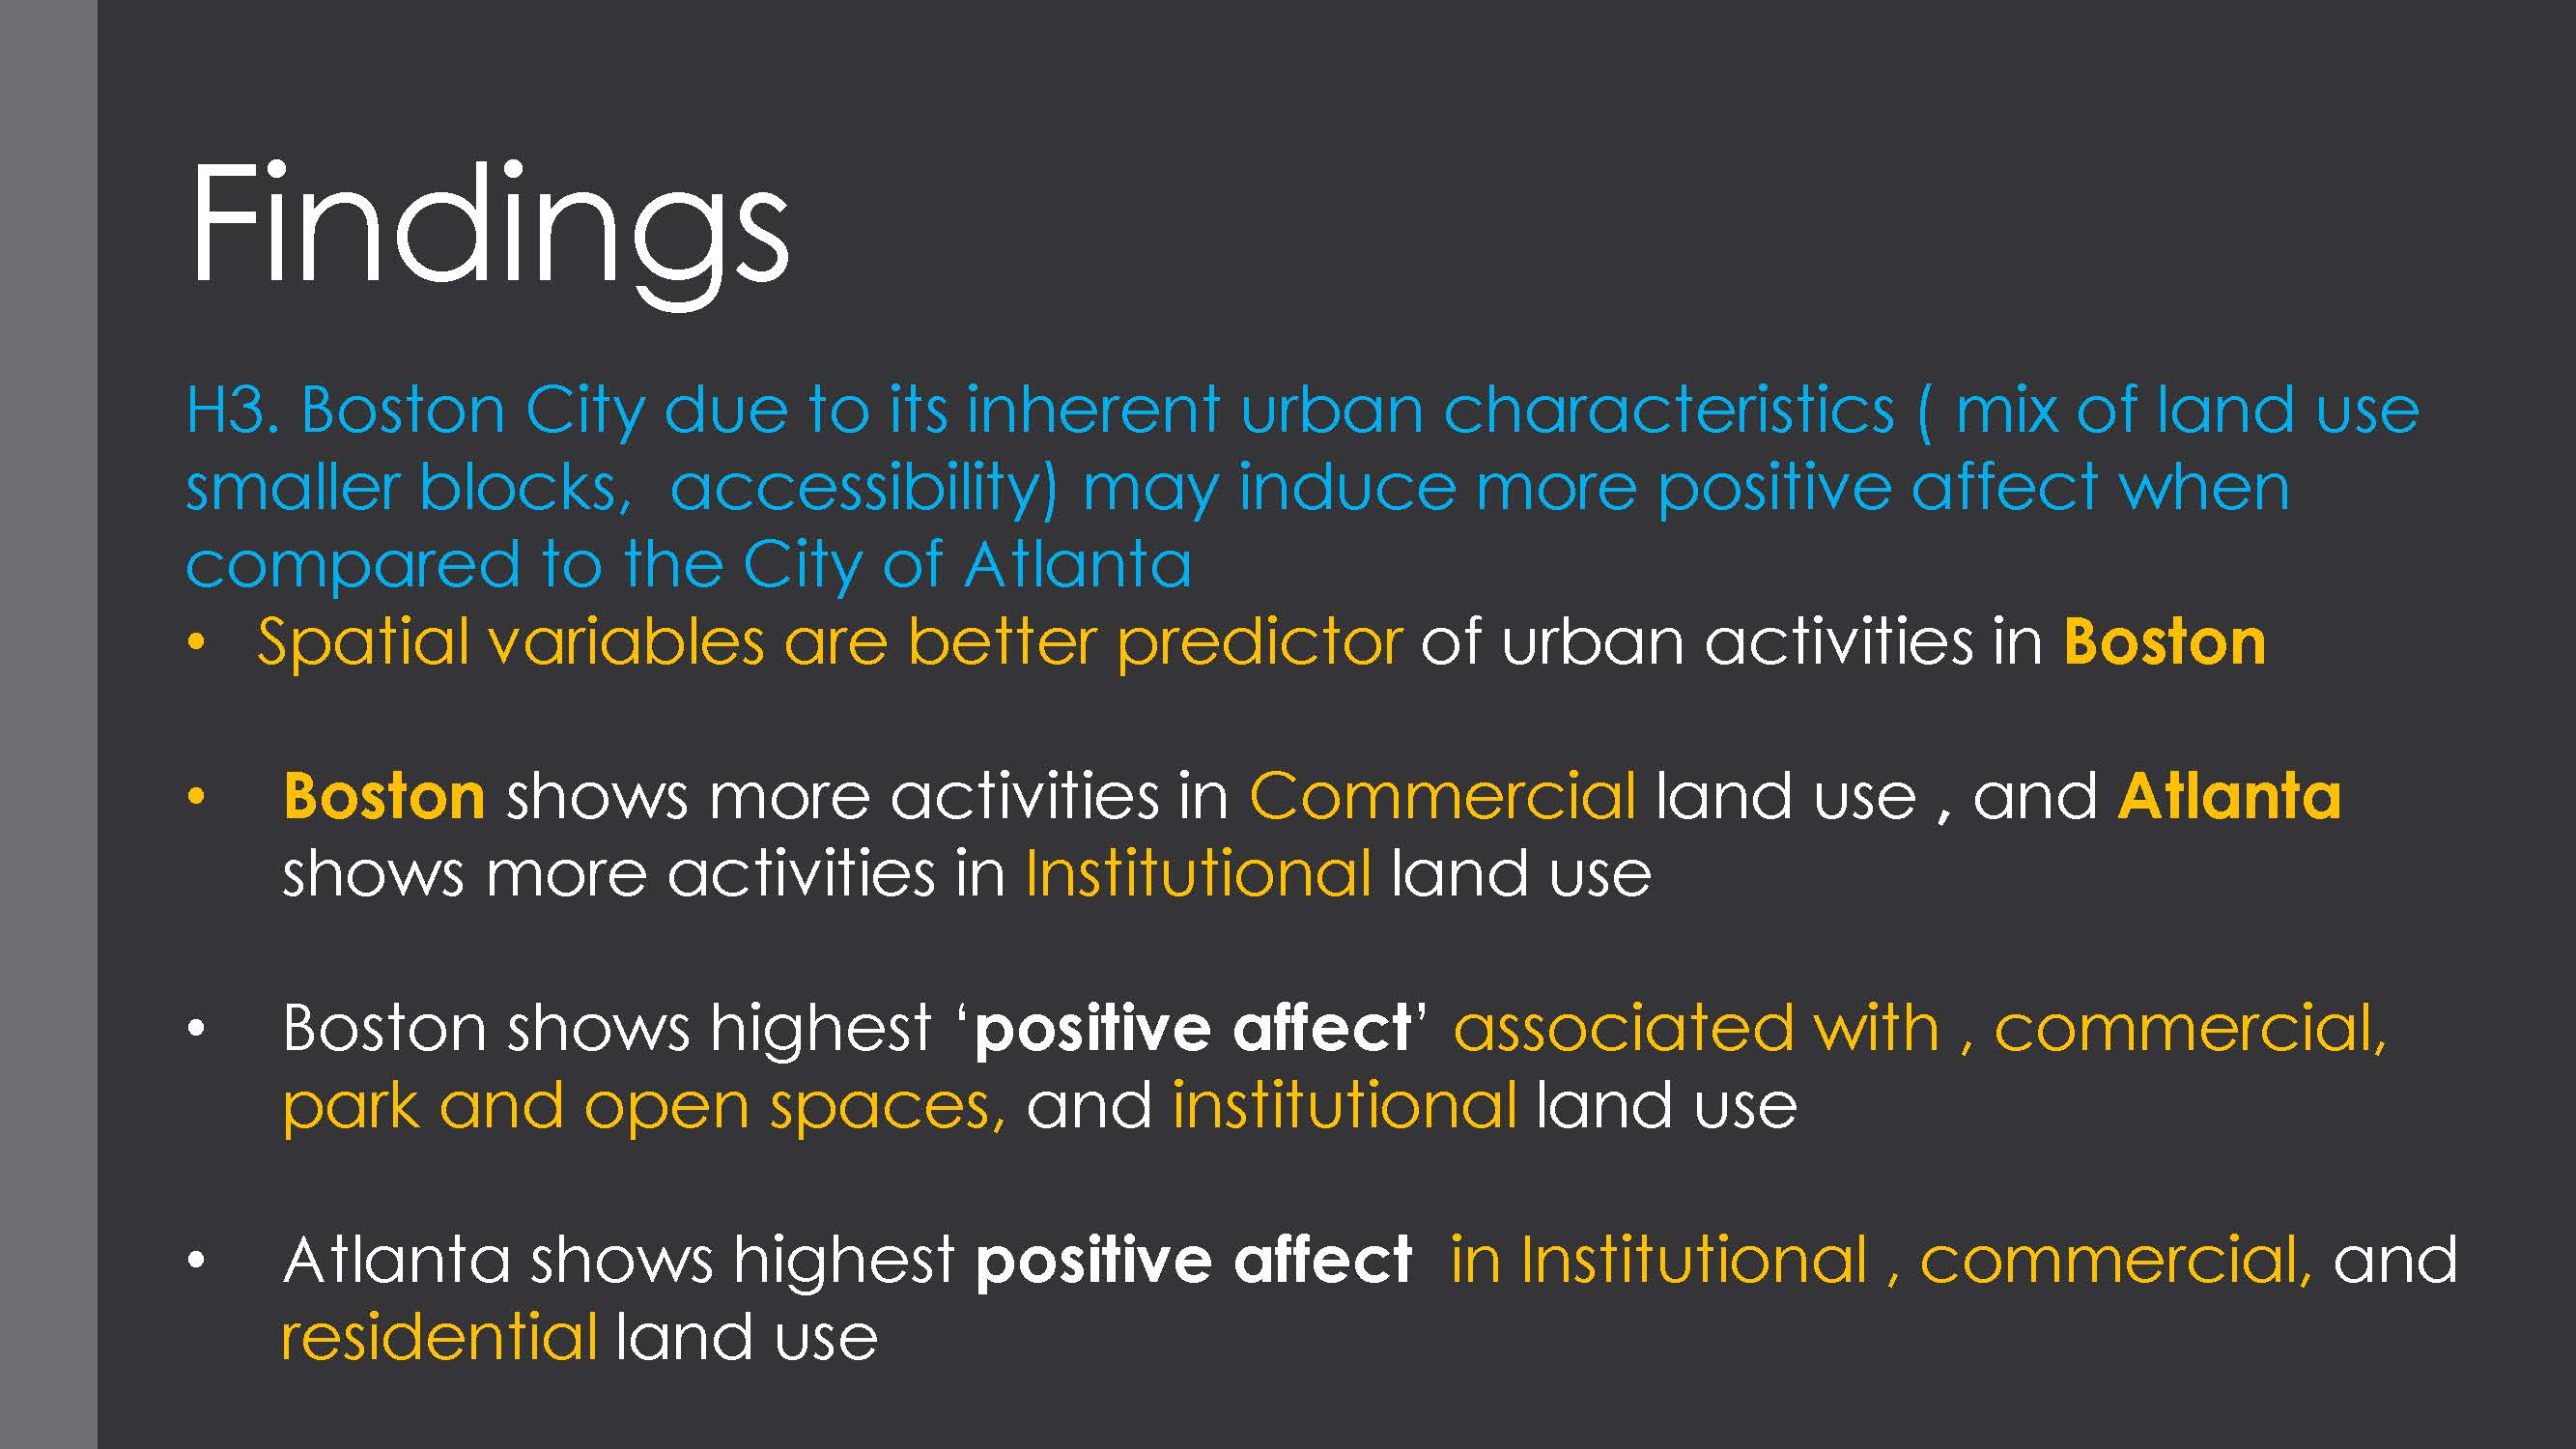 Findings
H3. Boston City due to its inherent urban characteristics ( mix of land use
smaller blocks, accessibility) may induce more positive affect when
compared to the City of Atlanta
• Spatial variables are better predictor of urban activities in Boston
• Boston shows more activities in Commercial land use , and Atlanta
shows more activities in Institutional land use
• Boston shows highest ‘positive affect’ associated with , commercial,
park and open spaces, and institutional land use
• Atlanta shows highest positive affect in Institutional , commercial, and
residential land use